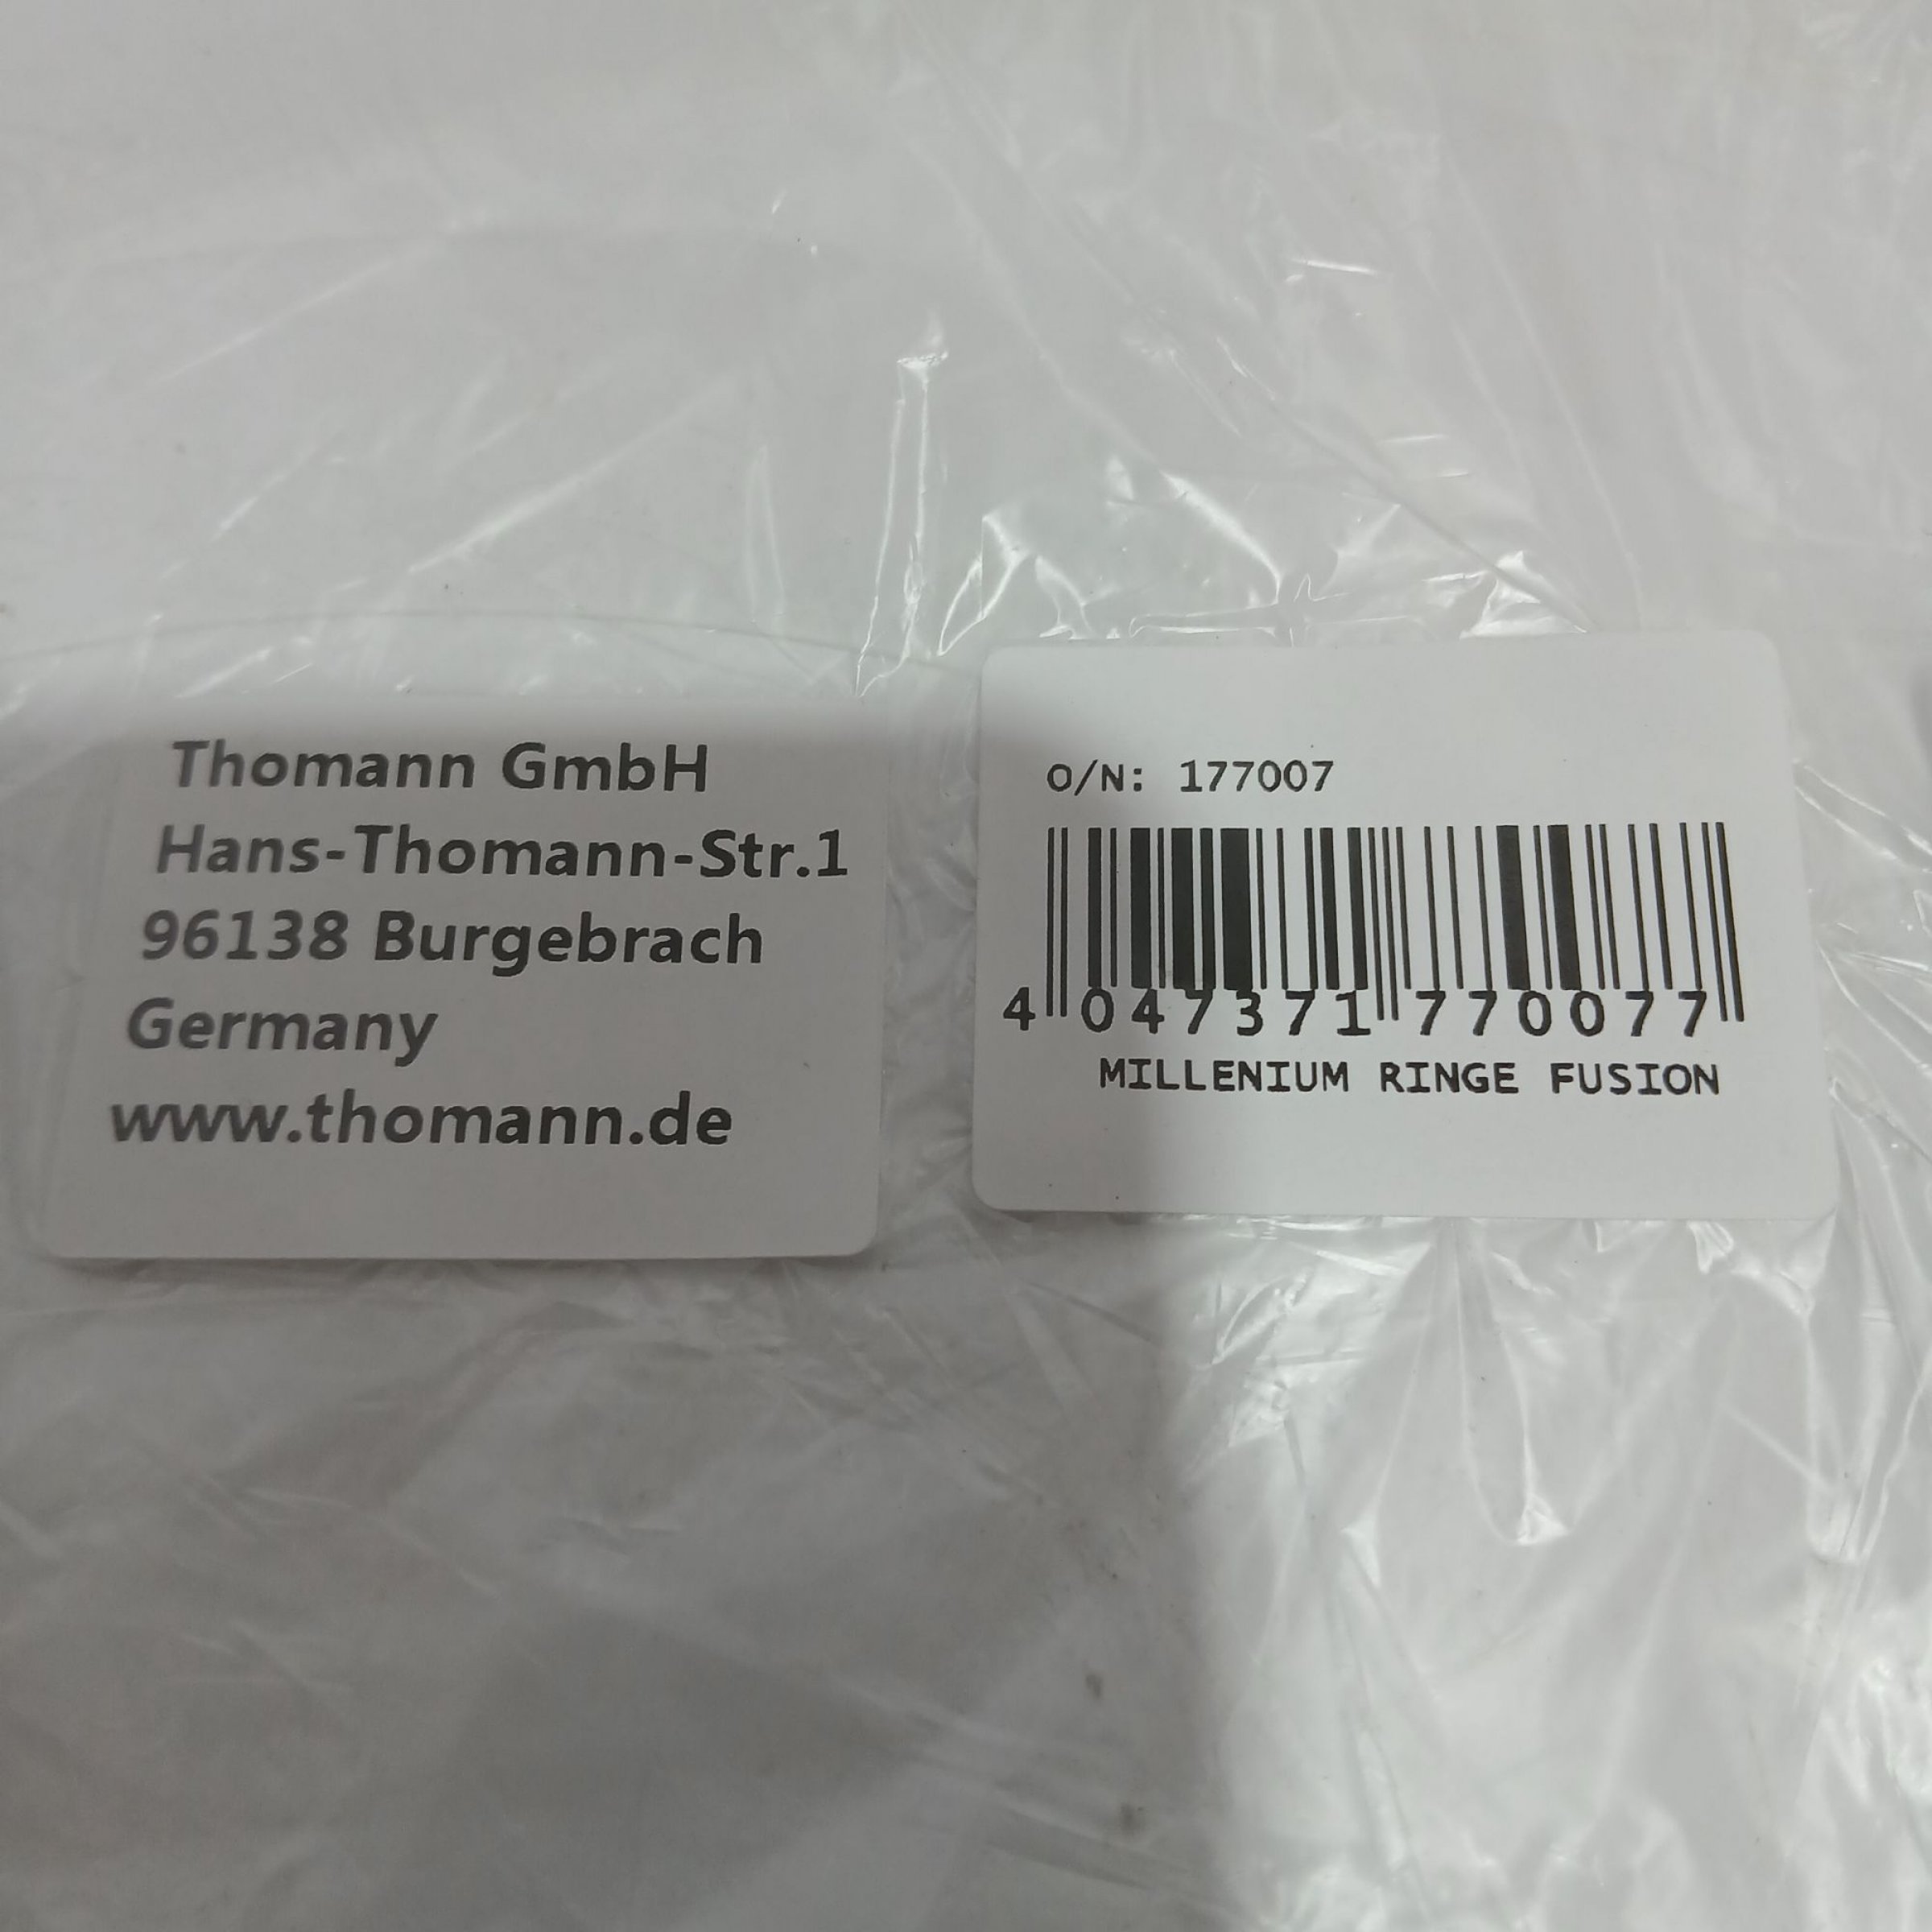 Thomann GmbH
Hans-Thomann-Str.1
96138 Burgebrach
Germany
www.thomann.de
O/N: 177007
4 047371 770077
MILLENIUM RINGE FUSION